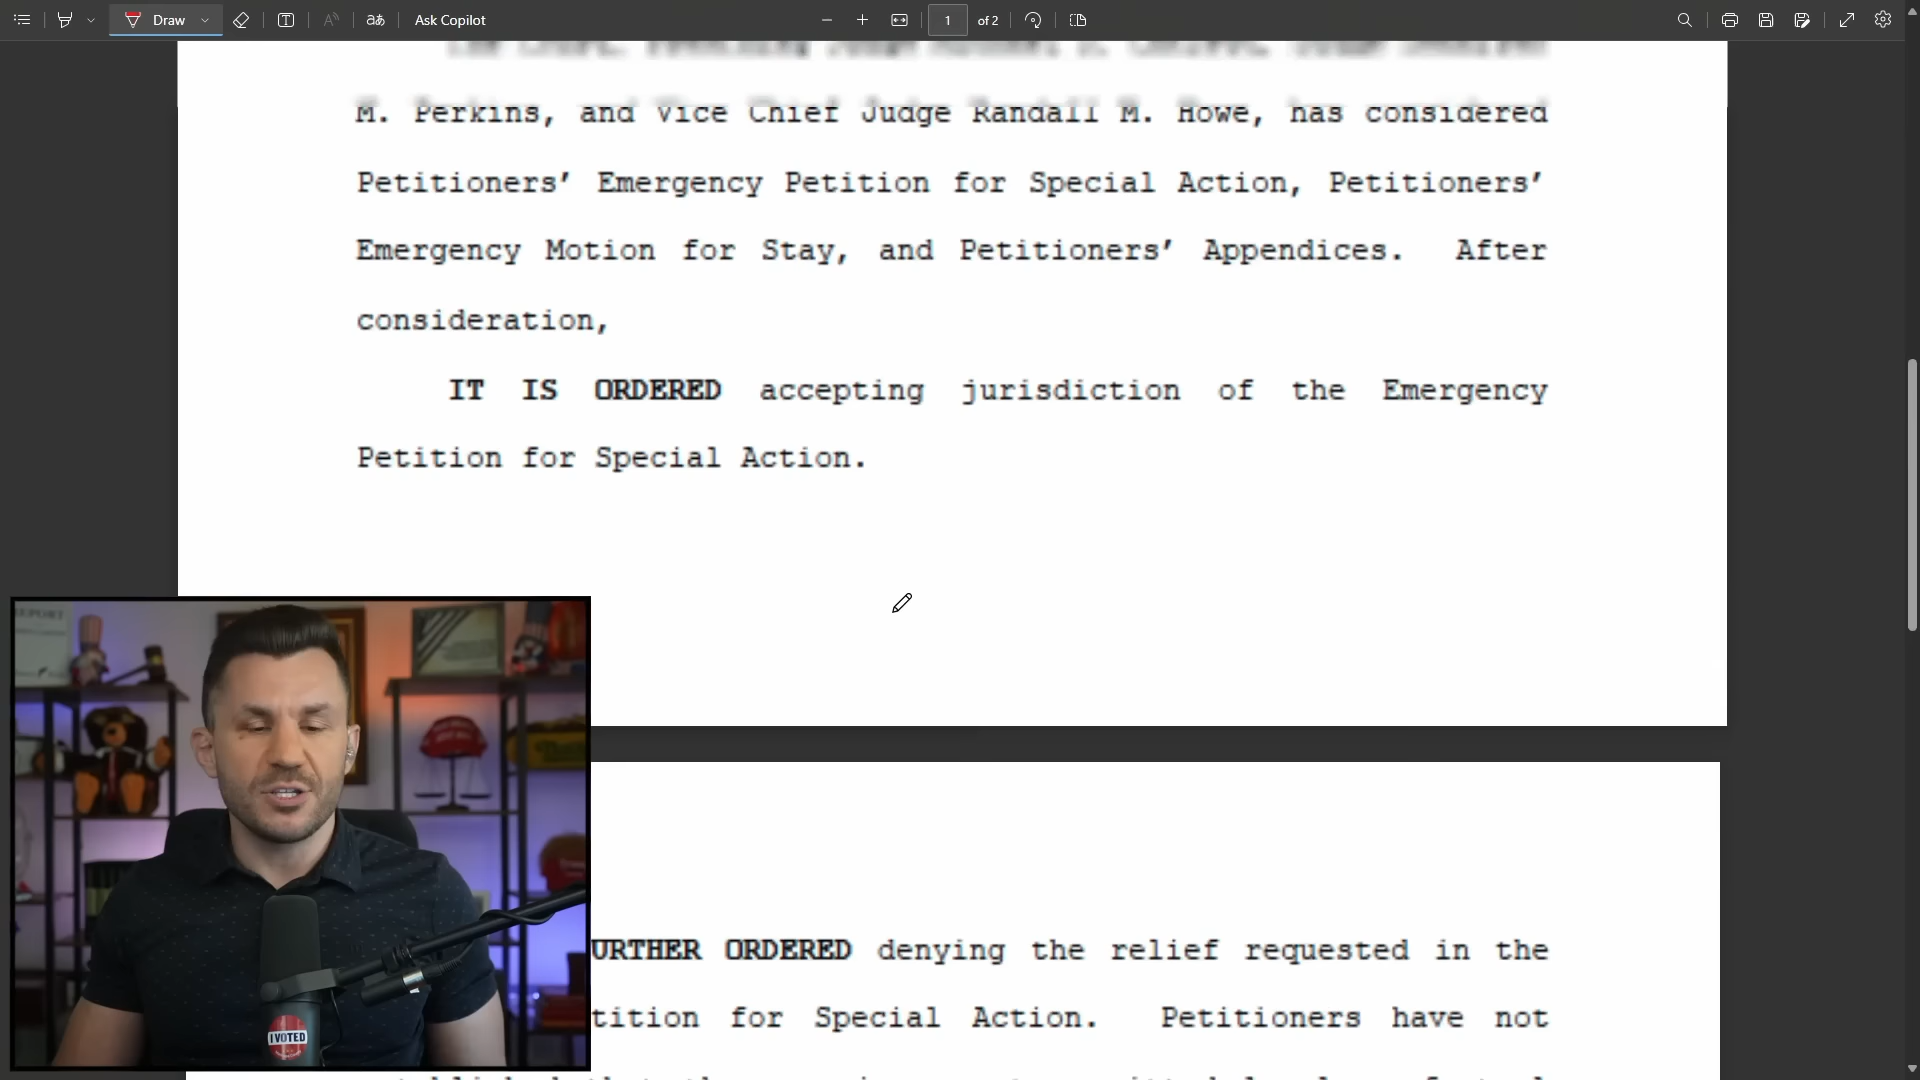 Draw
aあ
Ask Copilot
1 of 2
M. Perkins, and Vice Chief Judge Randall M. Howe, has considered
Petitioners’ Emergency Petition for Special Action, Petitioners’
Emergency Motion for Stay, and Petitioners’ Appendices. After
consideration,
IT IS ORDERED accepting jurisdiction of the Emergency
Petition for Special Action.
URTHER ORDERED denying the relief requested in the
tition for Special Action. Petitioners have not
I VOTED